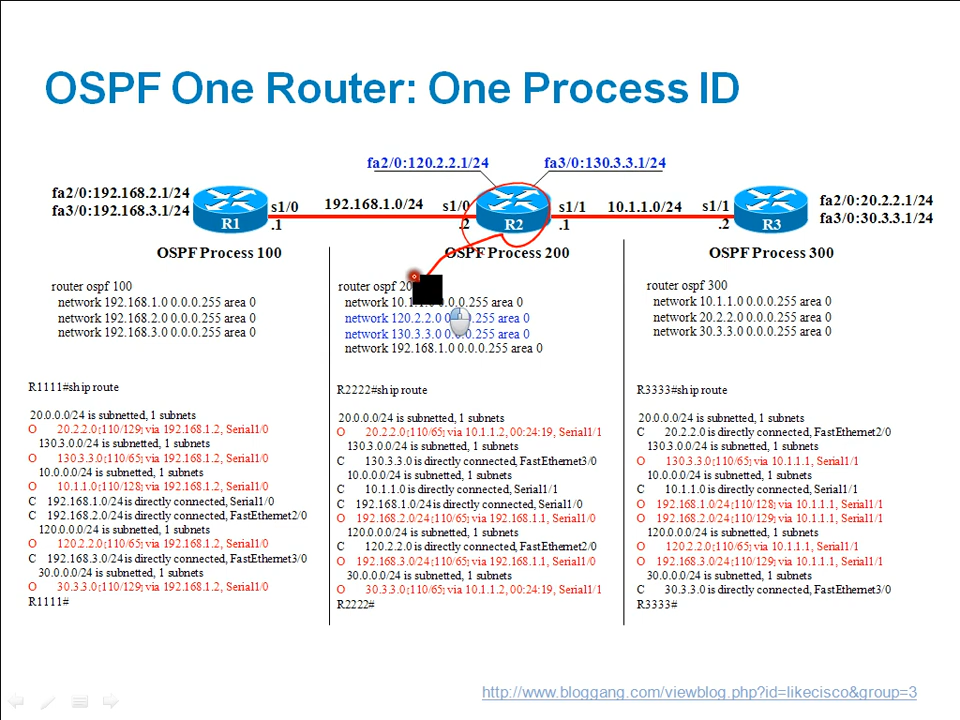 OSPF One Router: One Process ID
fa2/0:120.2.2.1/24
fa3/0:130.3.3.1/24
fa2/0:192.168.2.1/24
fa3/0:192.168.3.1/24
R1
s1/0
.1
192.168.1.0/24
s1/0
.2
R2
s1/1
.1
10.1.1.0/24
s1/1
.2
R3
fa2/0:20.2.2.1/24
fa3/0:30.3.3.1/24
OSPF Process 100
OSPF Process 200
OSPF Process 300
router ospf 100
network 192.168.1.0 0.0.0.255 area 0
network 192.168.2.0 0.0.0.255 area 0
network 192.168.3.0 0.0.0.255 area 0
router ospf
network 10.1 .0.0.255 area 0
network 120.2.2.0 0 .255 area 0
network 130.3.3.0 0 .255 area 0
network 192.168.1.0 0.0.0.255 area 0
router ospf 300
network 10.1.1.0 0.0.0.255 area 0
network 20.2.2.0 0.0.0.255 area 0
network 30.3.3.0 0.0.0.255 area 0
R1111#sh ip route
20.0.0.0/24 is subnetted, 1 subnets
O 20.2.2.0 [110/129] via 192.168.1.2, Serial1/0
130.3.0.0/24 is subnetted, 1 subnets
O 130.3.3.0 [110/65] via 192.168.1.2, Serial1/0
10.0.0.0/24 is subnetted, 1 subnets
O 10.1.1.0 [110/128] via 192.168.1.2, Serial1/0
C 192.168.1.0/24 is directly connected, Serial1/0
C 192.168.2.0/24 is directly connected, FastEthernet2/0
120.0.0.0/24 is subnetted, 1 subnets
O 120.2.2.0 [110/65] via 192.168.1.2, Serial1/0
C 192.168.3.0/24 is directly connected, FastEthernet3/0
30.0.0.0/24 is subnetted, 1 subnets
O 30.3.3.0 [110/129] via 192.168.1.2, Serial1/0
R1111#
R2222#sh ip route
20.0.0.0/24 is subnetted, 1 subnets
O 20.2.2.0 [110/65] via 10.1.1.2, 00:24:19, Serial1/1
130.3.0.0/24 is subnetted, 1 subnets
C 130.3.3.0 is directly connected, FastEthernet3/0
10.0.0.0/24 is subnetted, 1 subnets
C 10.1.1.0 is directly connected, Serial1/1
C 192.168.1.0/24 is directly connected, Serial1/0
O 192.168.2.0/24 [110/65] via 192.168.1.1, Serial1/0
120.0.0.0/24 is subnetted, 1 subnets
C 120.2.2.0 is directly connected, FastEthernet2/0
O 192.168.3.0/24 [110/65] via 192.168.1.1, Serial1/0
30.0.0.0/24 is subnetted, 1 subnets
O 30.3.3.0 [110/65] via 10.1.1.2, 00:24:19, Serial1/1
R2222#
R3333#sh ip route
20.0.0.0/24 is subnetted, 1 subnets
C 20.2.2.0 is directly connected, FastEthernet2/0
130.3.0.0/24 is subnetted, 1 subnets
O 130.3.3.0 [110/65] via 10.1.1.1, Serial1/1
10.0.0.0/24 is subnetted, 1 subnets
C 10.1.1.0 is directly connected, Serial1/1
O 192.168.1.0/24 [110/128] via 10.1.1.1, Serial1/1
O 192.168.2.0/24 [110/129] via 10.1.1.1, Serial1/1
120.0.0.0/24 is subnetted, 1 subnets
O 120.2.2.0 [110/65] via 10.1.1.1, Serial1/1
O 192.168.3.0/24 [110/129] via 10.1.1.1, Serial1/1
30.0.0.0/24 is subnetted, 1 subnets
C 30.3.3.0 is directly connected, FastEthernet3/0
R3333#
http://www.bloggang.com/viewblog.php?id=likecisco&group=3